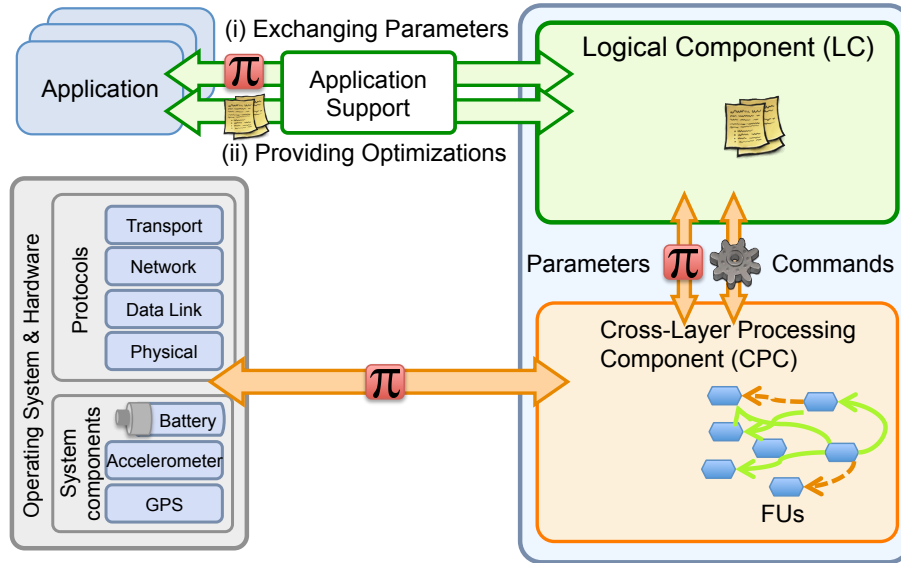 (i) Exchanging Parameters
Application
π
Application
Support
Logical Component (LC)
(ii) Providing Optimizations
Operating System & Hardware
Protocols
Transport
Network
Data Link
Physical
System
components
Battery
Accelerometer
GPS
π
Parameters
π
Commands
Cross-Layer Processing
Component (CPC)
FUs